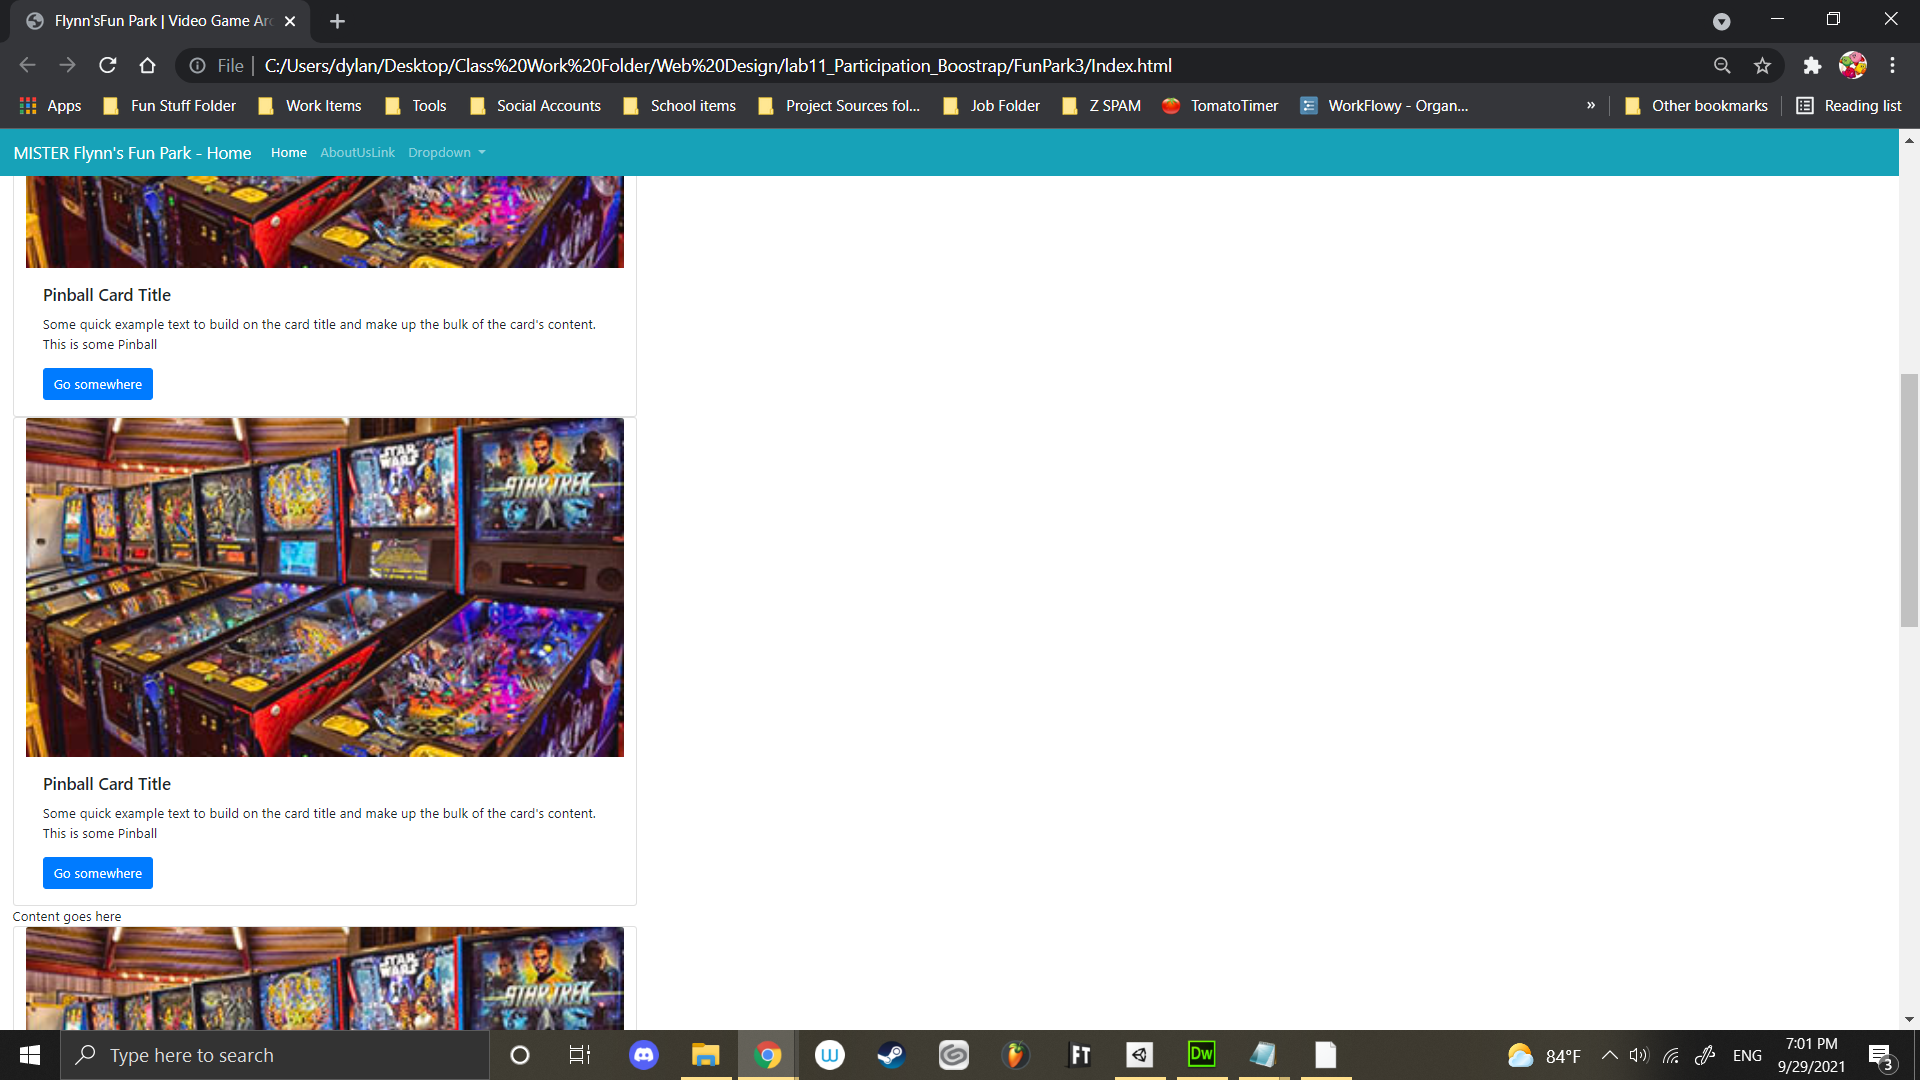 Flynn'sFun Park | Video Game Arc
File
C:/Users/dylan/Desktop/Class%20Work%20Folder/Web%20Design/lab11_Participation_Boostrap/FunPark3/Index.html
Apps Fun Stuff Folder Work Items Tools Social Accounts School items Project Sources fol... Job Folder Z SPAM TomatoTimer WorkFlowy - Organ... » Other bookmarks Reading list
MISTER Flynn's Fun Park - Home Home AboutUsLink Dropdown
Pinball Card Title
Some quick example text to build on the card title and make up the bulk of the card's content.
This is some Pinball
Go somewhere
STAR WARS
STAR TREK
Pinball Card Title
Some quick example text to build on the card title and make up the bulk of the card's content.
This is some Pinball
Go somewhere
Content goes here
STAR WARS
STAR TREK
Type here to search
W
FT
Dw
84°F
ENG
7:01 PM
9/29/2021
3